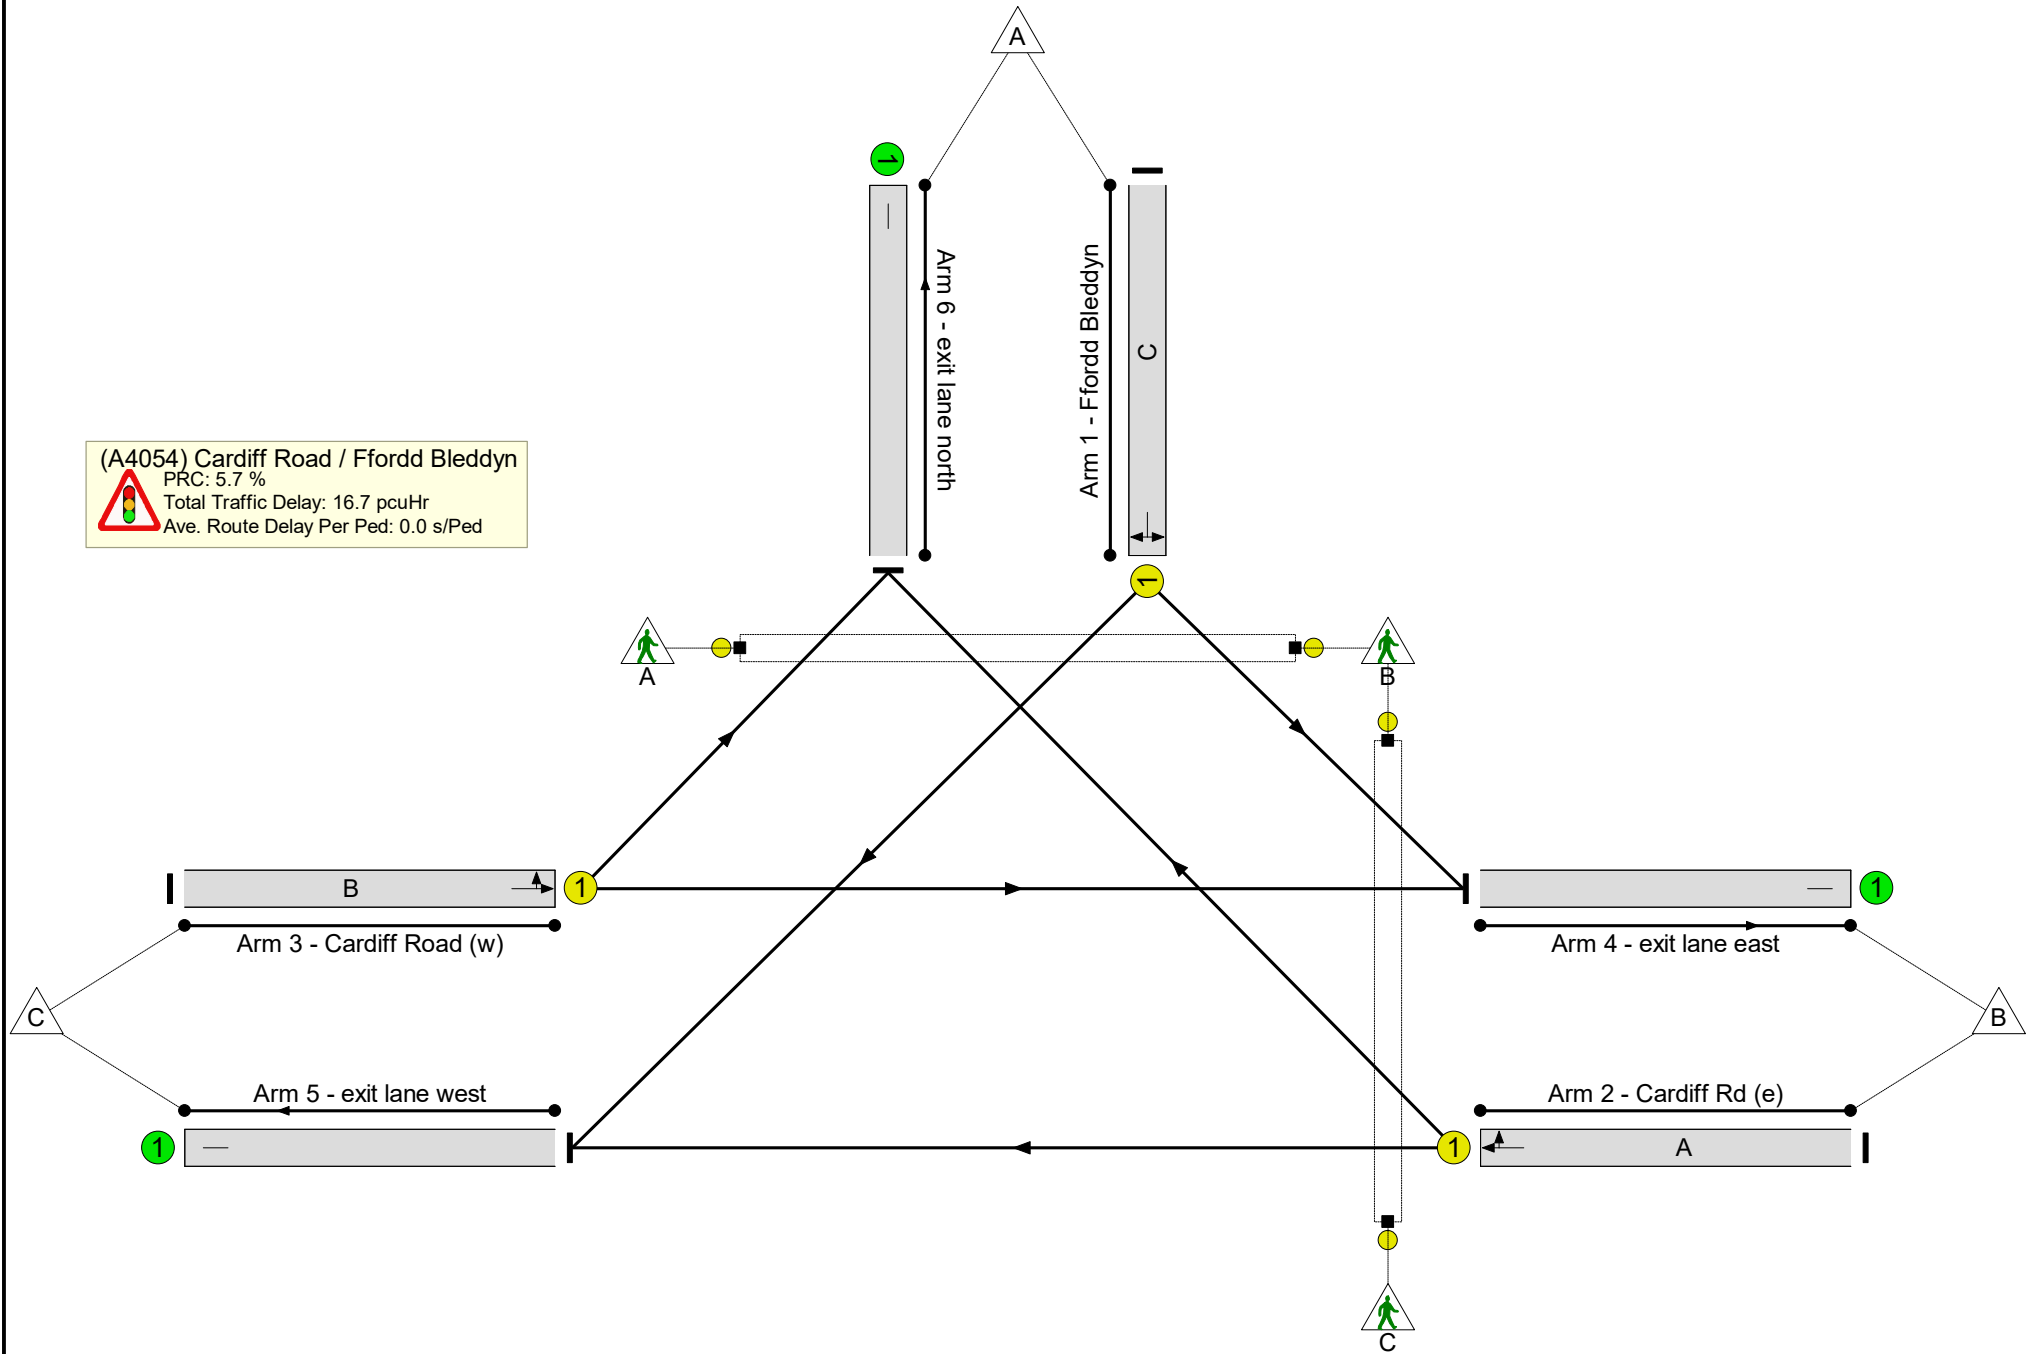 A
1
Arm 6 - exit lane north
Arm 1 - Ffordd Bleddyn
C
(A4054) Cardiff Road / Ffordd Bleddyn
PRC: 5.7 %
Total Traffic Delay: 16.7 pcuHr
Ave. Route Delay Per Ped: 0.0 s/Ped
1
A
B
B
1
1
Arm 3 - Cardiff Road (w)
Arm 4 - exit lane east
C
B
Arm 5 - exit lane west
Arm 2 - Cardiff Rd (e)
1
1
A
C